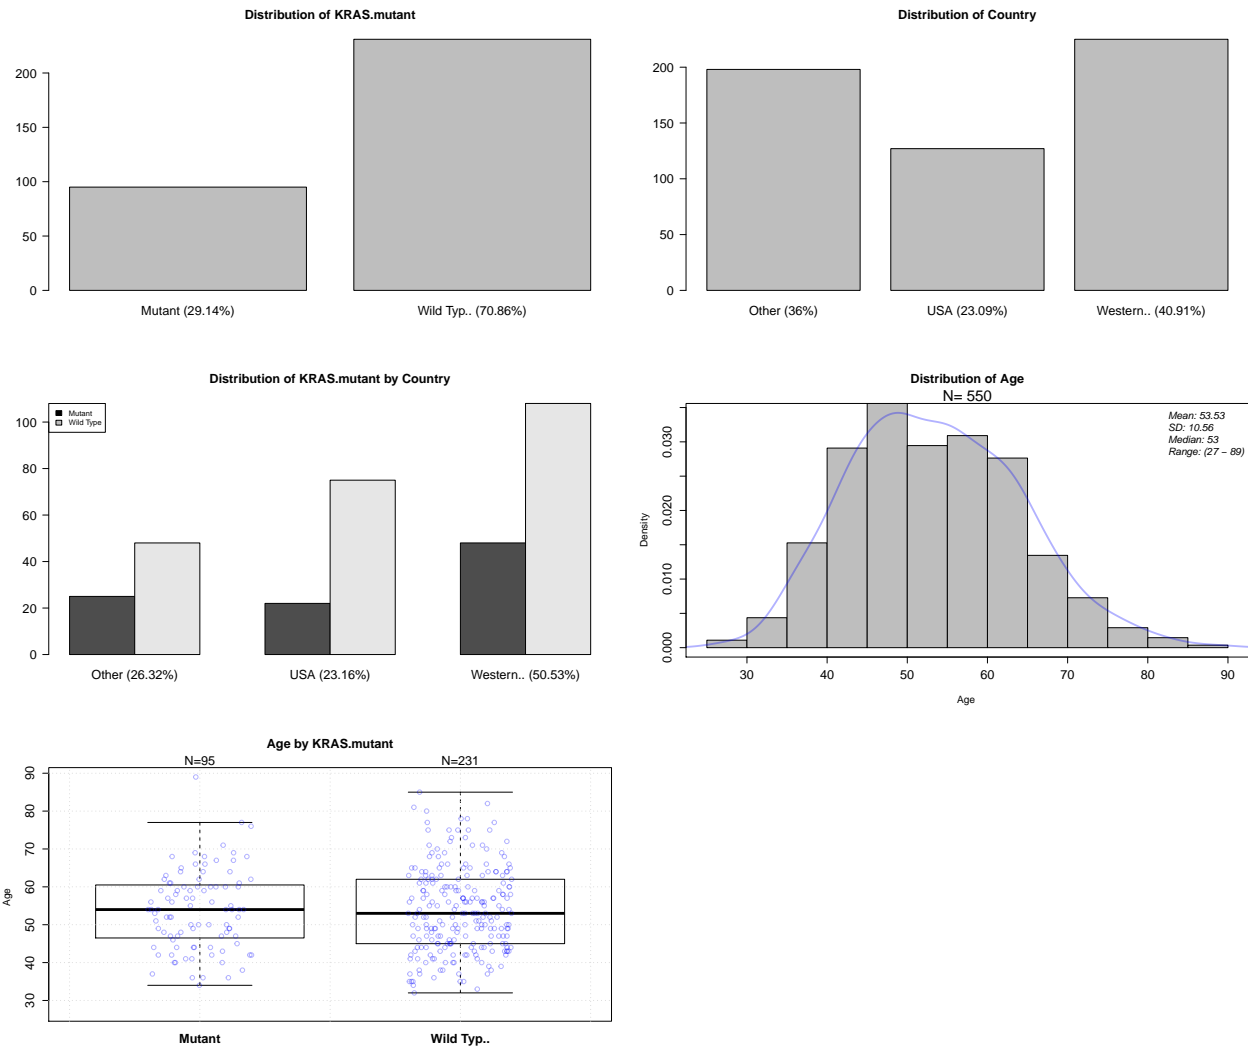 Distribution of KRAS.mutant
200
150
100
50
0
Mutant (29.14%)
Wild Typ.. (70.86%)
Distribution of Country
200
150
100
50
0
Other (36%)
USA (23.09%)
Western.. (40.91%)
Distribution of KRAS.mutant by Country
Mutant
Wild Type
100
80
60
40
20
0
Other (26.32%)
USA (23.16%)
Western.. (50.53%)
Distribution of Age
N= 550
Mean: 53.53
SD: 10.56
Median: 53
Range: (27 − 89)
Density
0.030
0.020
0.010
0.000
30
40
50
60
70
80
90
Age
Age by KRAS.mutant
N=95
N=231
Age
90
80
70
60
50
40
30
Mutant
Wild Typ..